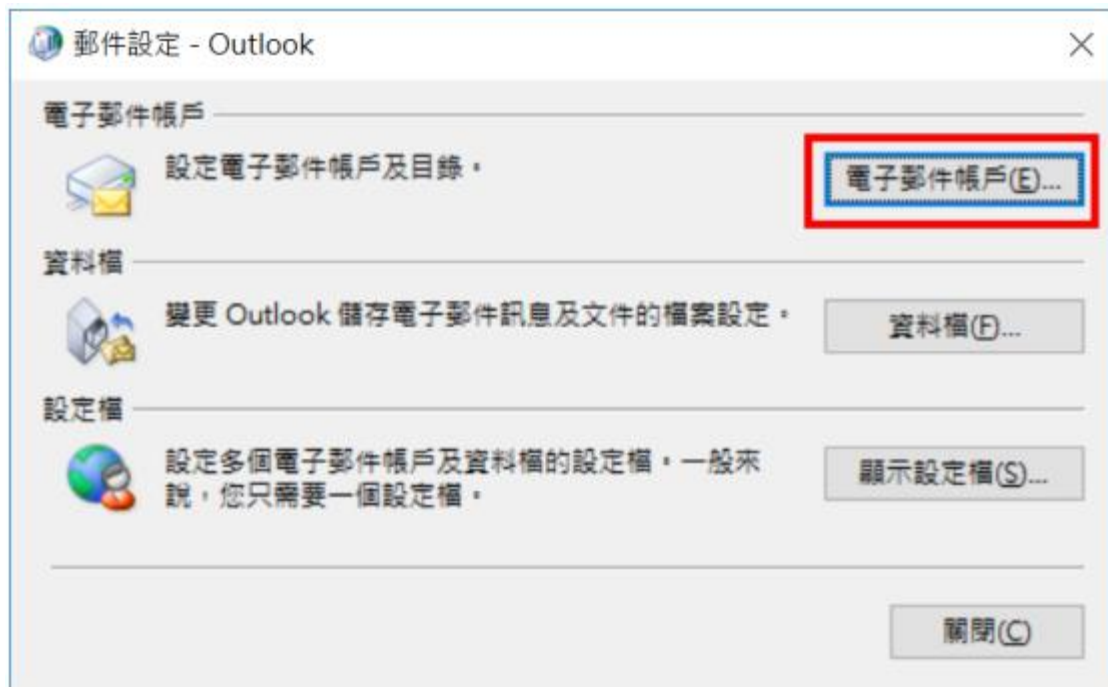 郵件設定 - Outlook
電子郵件帳戶
設定電子郵件帳戶及目錄。
電子郵件帳戶(E)...
資料檔
變更 Outlook 儲存電子郵件訊息及文件的檔案設定。
資料檔(F)...
設定檔
設定多個電子郵件帳戶及資料檔的設定檔。一般來
說，您只需要一個設定檔。
顯示設定檔(S)...
關閉(C)